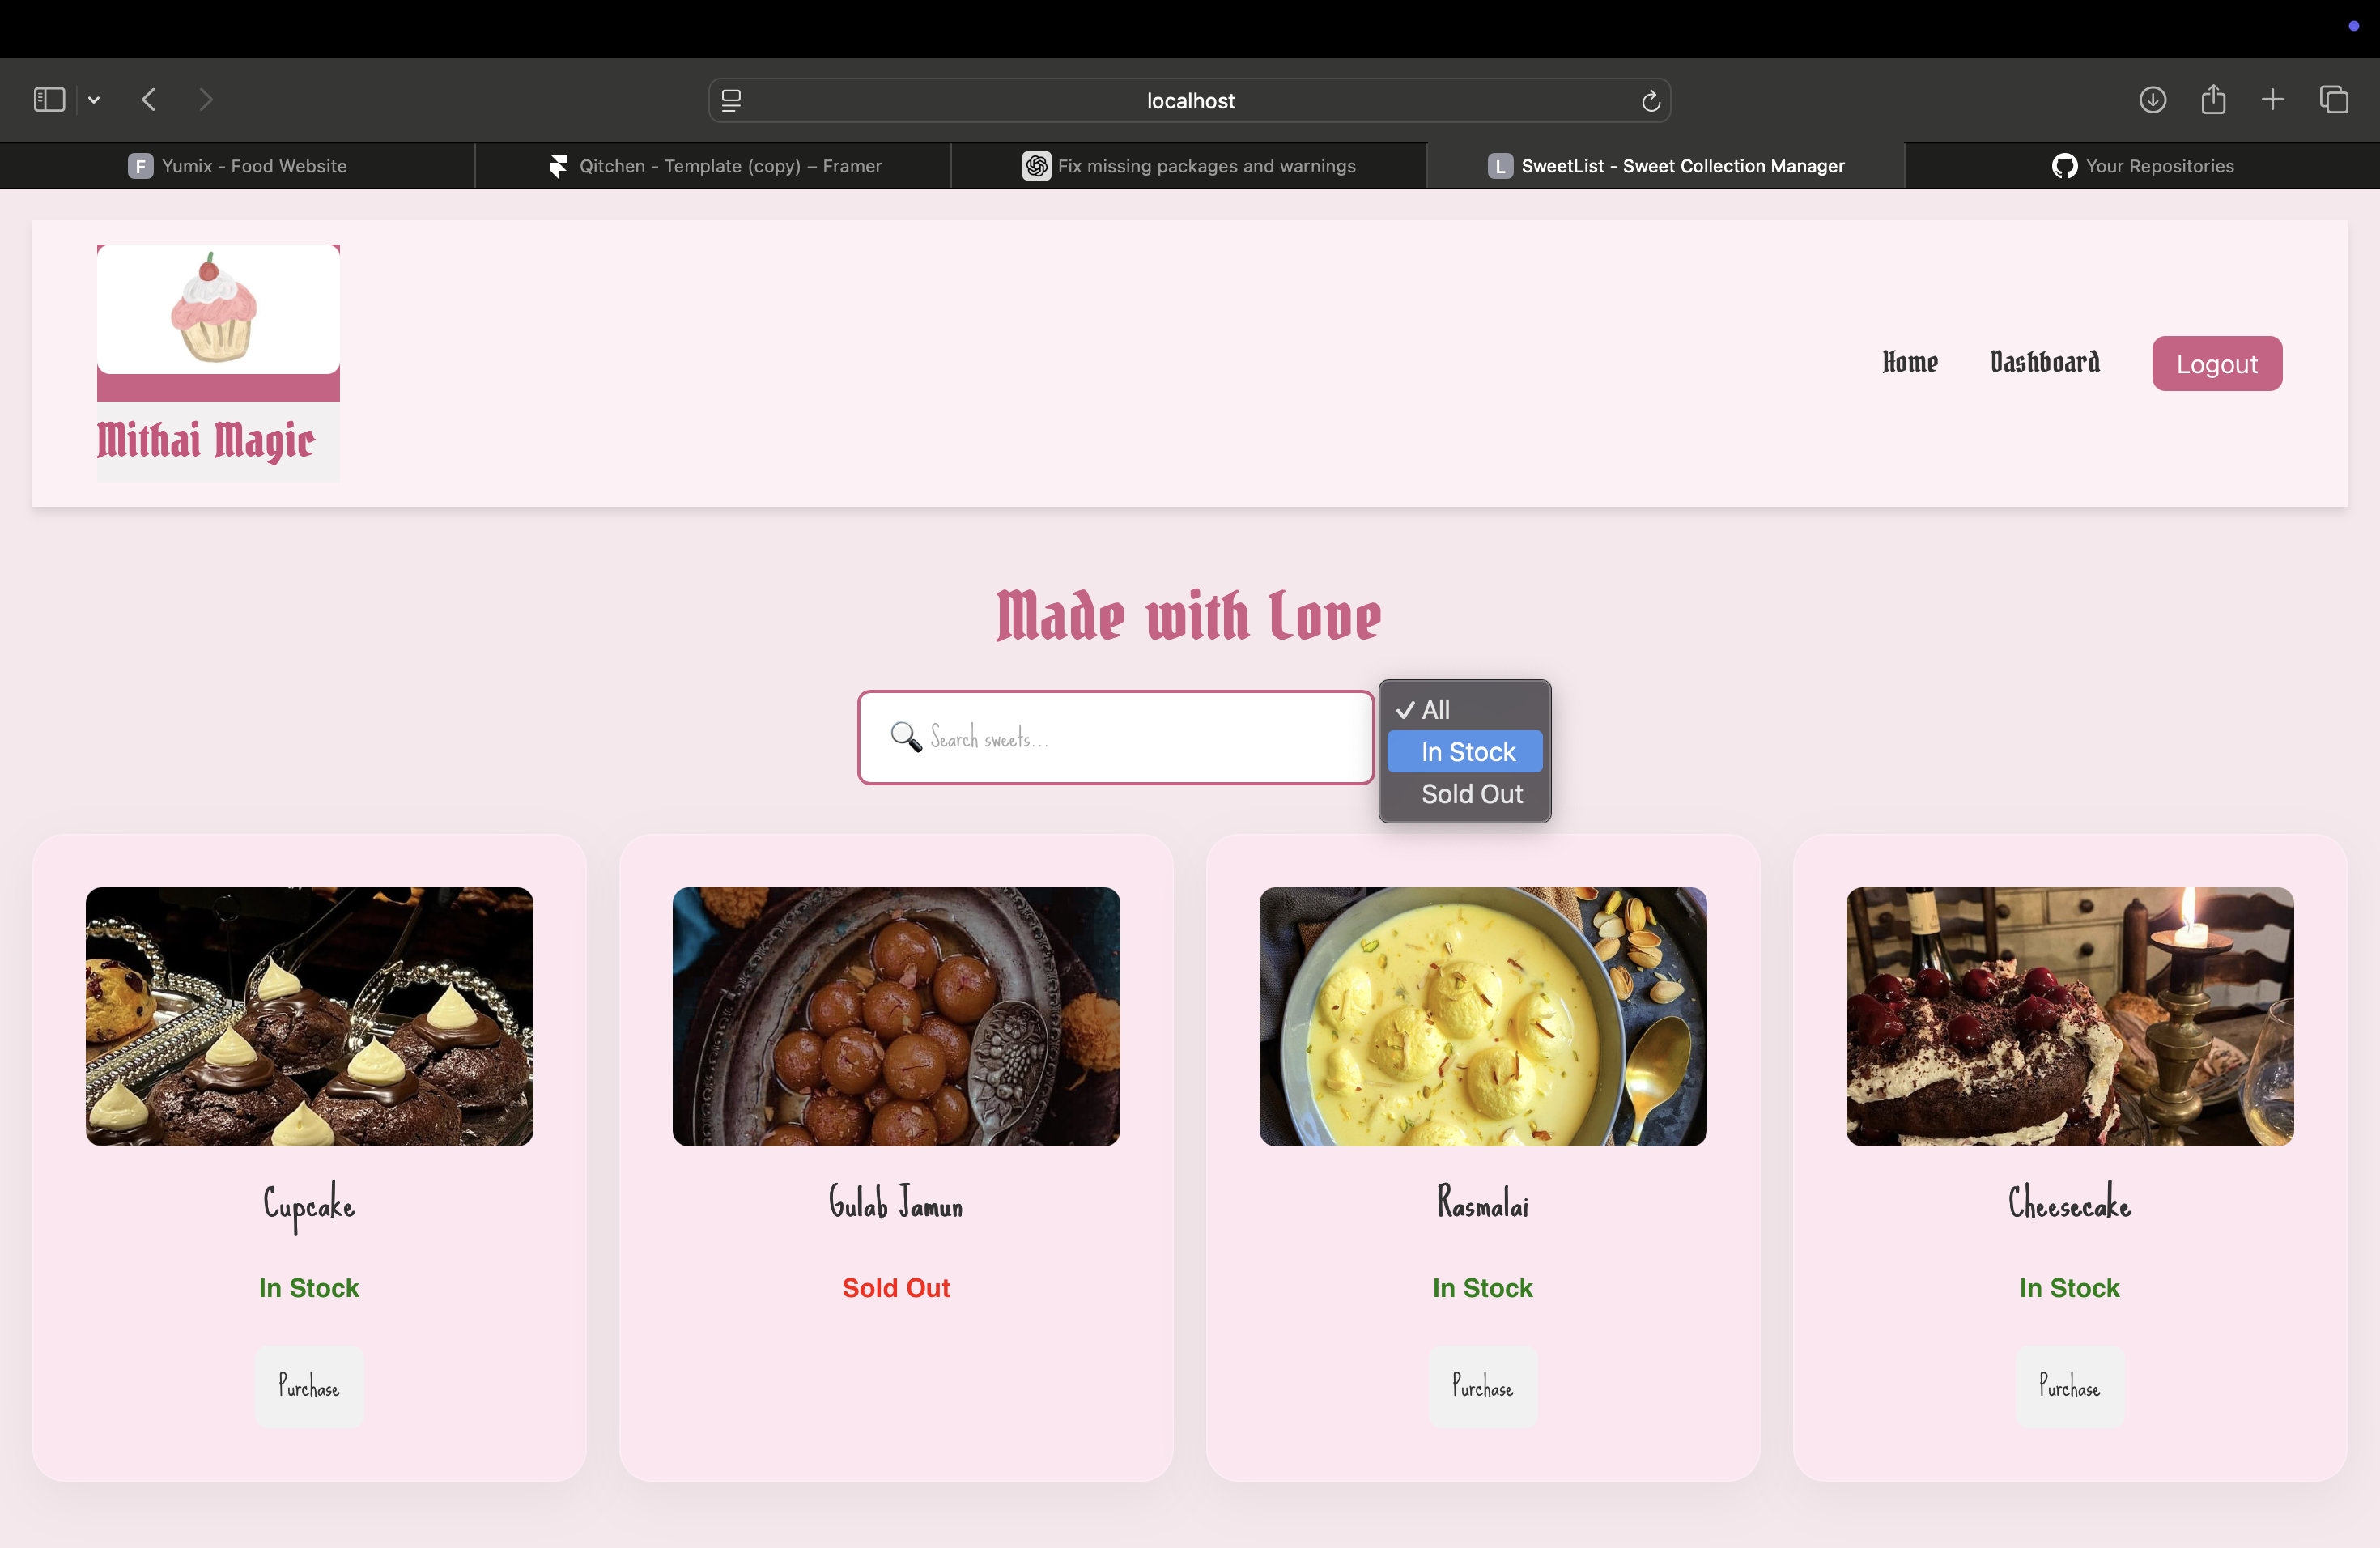 localhost
F Yumix - Food Website
Qitchen - Template (copy) – Framer
Fix missing packages and warnings
L SweetList - Sweet Collection Manager
Your Repositories
Mithai Magic
Home Dashboard Logout
Made with Love
Search sweets...
All
In Stock
Sold Out
Cupcake Gulab Jamun Rasmalai Cheesecake
In Stock Sold Out In Stock In Stock
Purchase Purchase Purchase